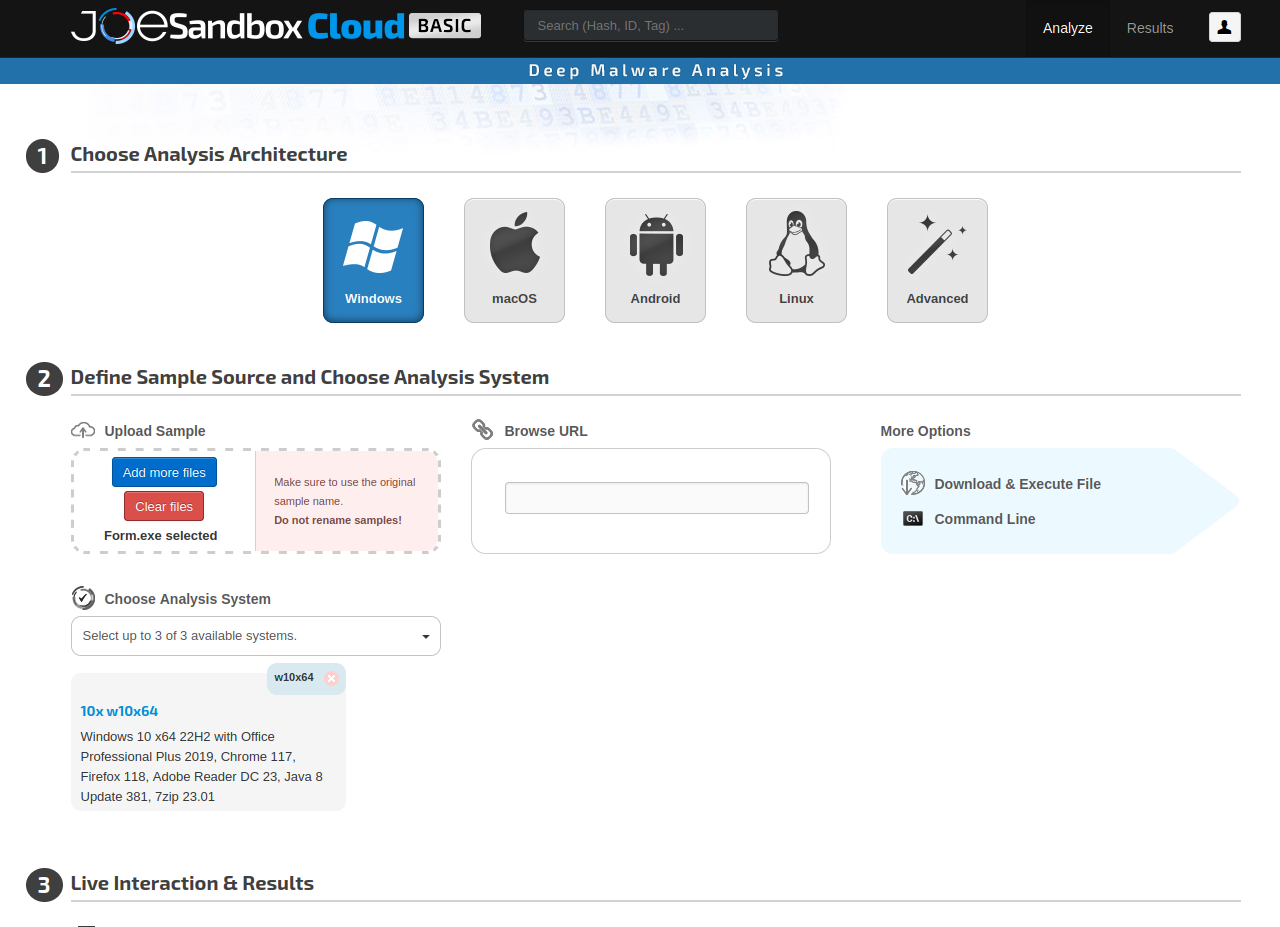 JOESandbox Cloud BASIC
Search (Hash, ID, Tag) ...
Analyze
Results
Deep Malware Analysis
1 Choose Analysis Architecture
Windows
macOS
Android
Linux
Advanced
2 Define Sample Source and Choose Analysis System
Upload Sample
Add more files
Clear files
Form.exe selected
Make sure to use the original
sample name.
Do not rename samples!
Browse URL
More Options
Download & Execute File
C:\ Command Line
Choose Analysis System
Select up to 3 of 3 available systems.
w10x64
10x w10x64
Windows 10 x64 22H2 with Office
Professional Plus 2019, Chrome 117,
Firefox 118, Adobe Reader DC 23, Java 8
Update 381, 7zip 23.01
3 Live Interaction & Results